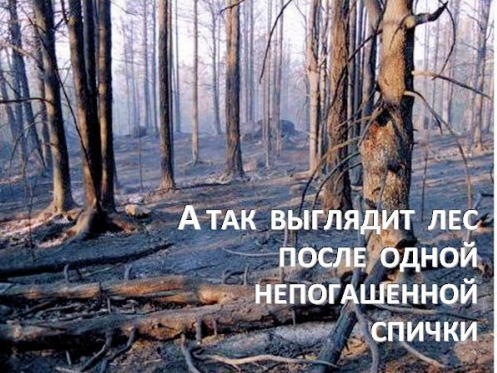 А ТАК ВЫГЛЯДИТ ЛЕС
ПОСЛЕ ОДНОЙ
НЕПОГАШЕННОЙ
СПИЧКИ